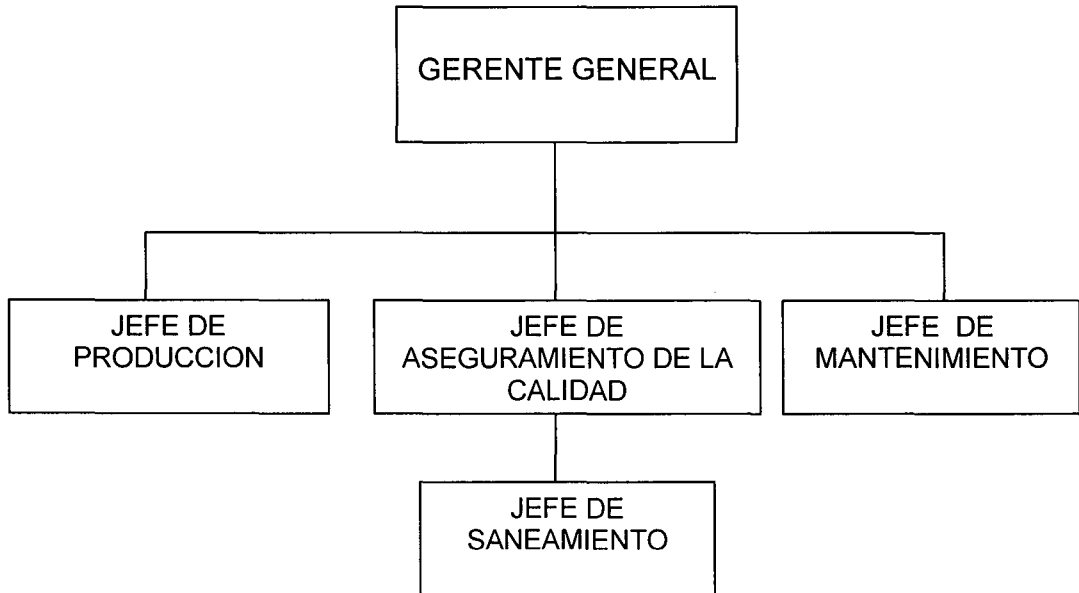 GERENTE GENERAL
JEFE DE
PRODUCCION
JEFE DE
ASEGURAMIENTO DE LA
CALIDAD
JEFE DE
MANTENIMIENTO
JEFE DE
SANEAMIENTO